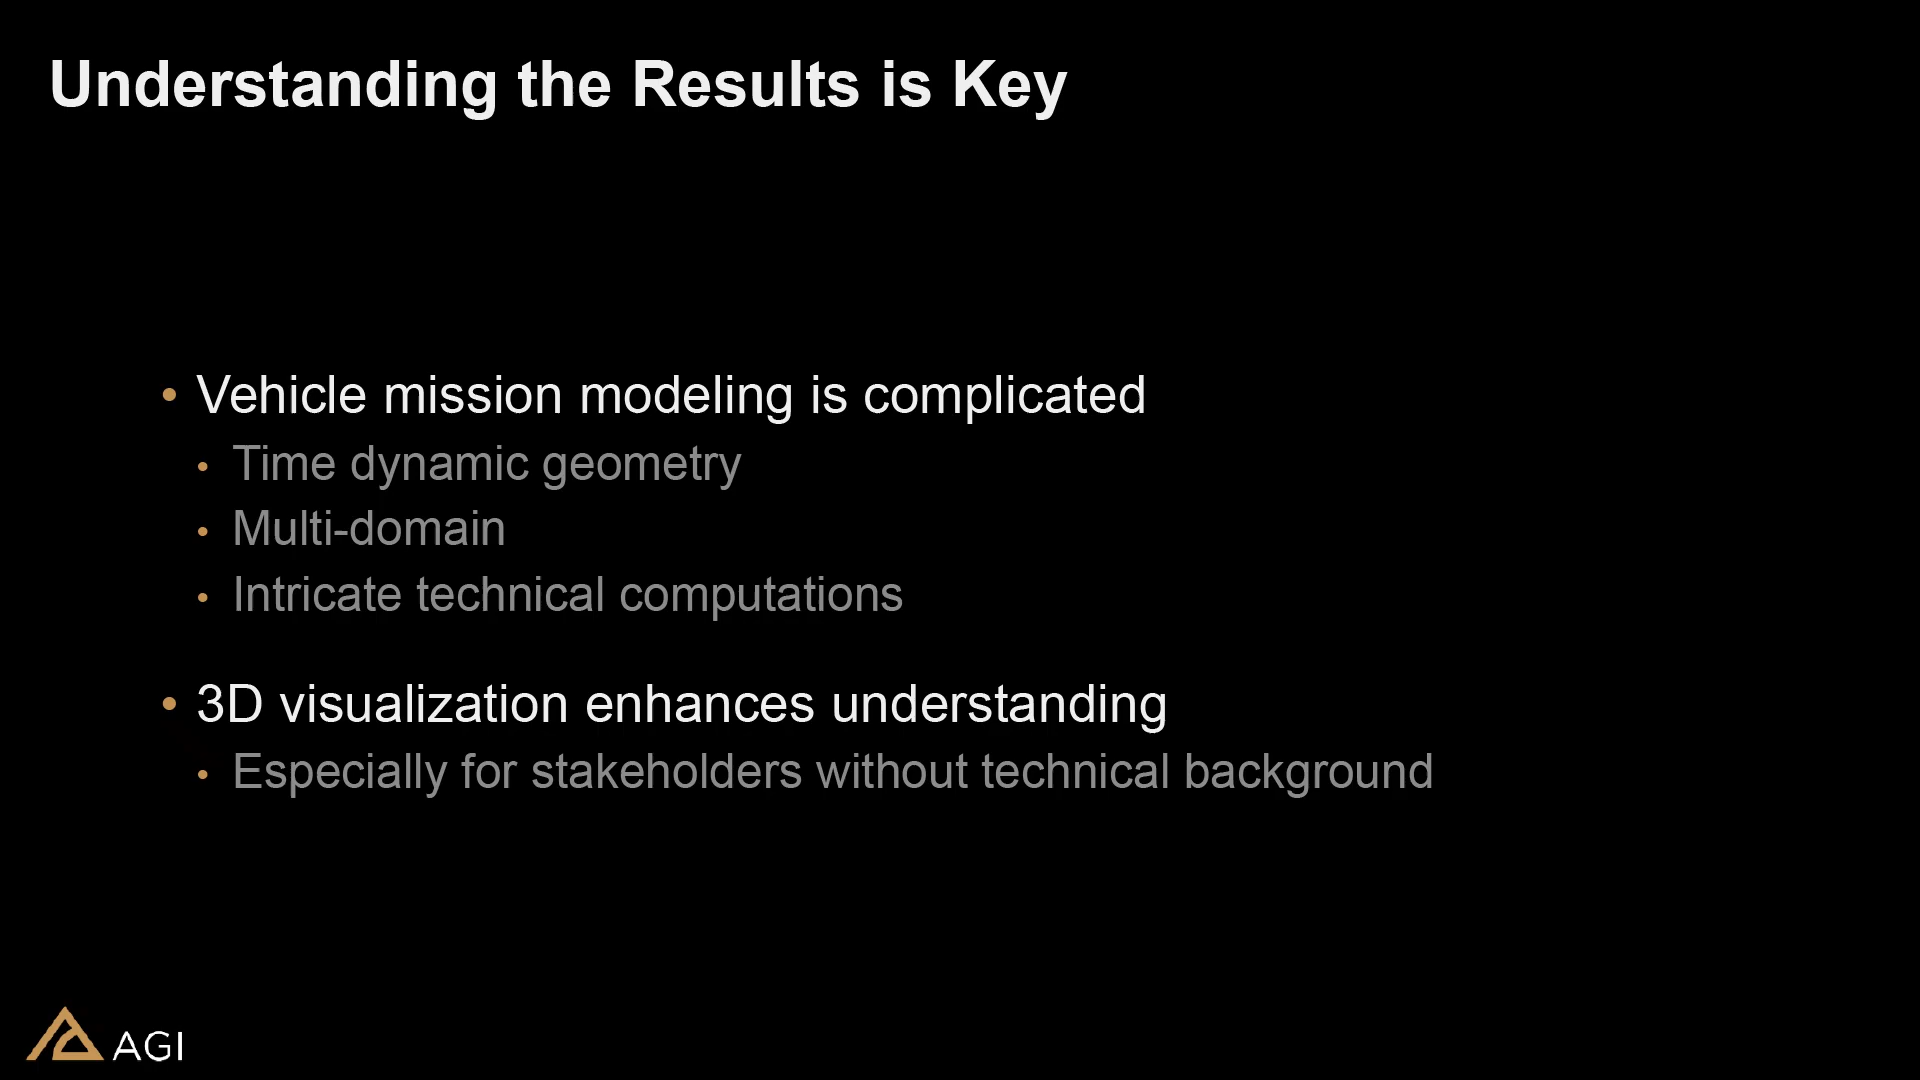 Understanding the Results is Key
• Vehicle mission modeling is complicated
• Time dynamic geometry
• Multi-domain
• Intricate technical computations
• 3D visualization enhances understanding
• Especially for stakeholders without technical background
AGI